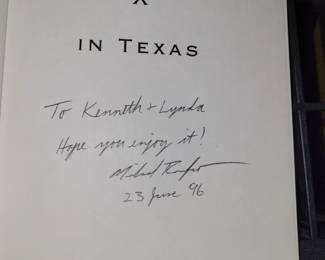 X
IN TEXAS
To Kenneth + Lynda
Hope you enjoy it!
23 June 96